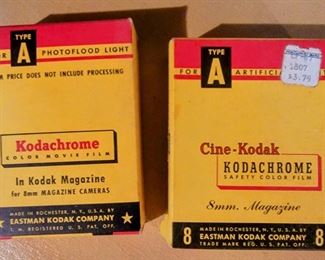 TYPE
A
FOR PHOTOFLOOD LIGHT
M PRICE DOES NOT INCLUDE PROCESSING
Kodachrome
COLOR MOVIE FILM
In Kodak Magazine
for 8mm MAGAZINE CAMERAS
MADE IN ROCHESTER, N. Y., U. S. A. BY
EASTMAN KODAK COMPANY
T. M. REGISTERED U. S. PAT. OFF.
TYPE
A
FOR ARTIFICIA
1807
$3.79
Cine-Kodak
KODACHROME
SAFETY COLOR FILM
8mm. Magazine
8 MADE IN ROCHESTER, N. Y., U. S. A. BY 8
EASTMAN KODAK COMPANY
TRADE MARK REG. U. S. PAT. OFF.